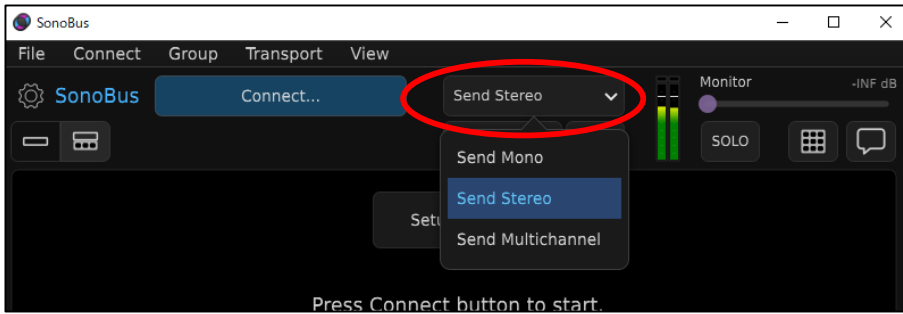 SonoBus
File Connect Group Transport View
SonoBus Connect... Send Stereo Monitor -INF dB
SOLO
Send Mono
Send Stereo
Send Multichannel
Press Connect button to start.